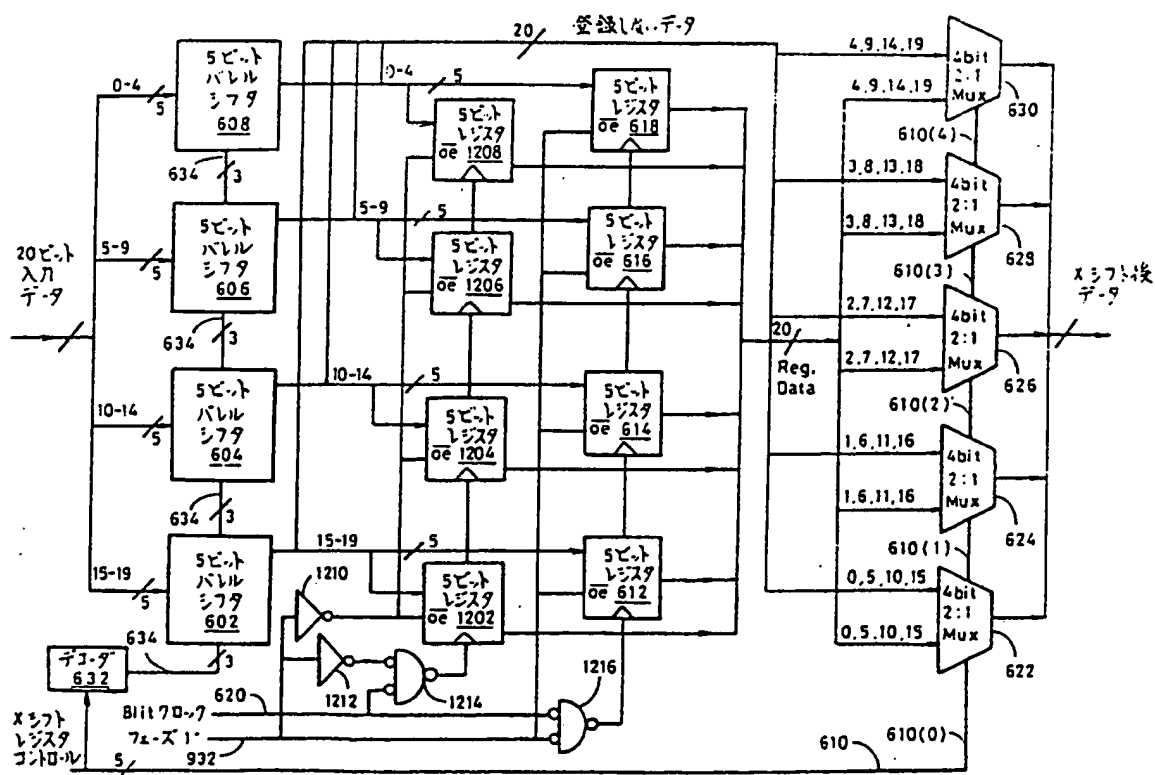 20
登録しないデータ
5ビット
バレル
シフタ
608
0-4
5
0-4
5
5ビット
レジスタ
oe 1208
5ビット
レジスタ
oe 618
4,9,14,19
4,9,14,19
4bit
2:1
Mux
630
610(4)
634
3
5ビット
バレル
シフタ
606
5-9
5
5-9
5
5ビット
レジスタ
oe 1206
5ビット
レジスタ
oe 616
3,8,13,18
3,8,13,18
4bit
2:1
Mux
628
610(3)
20ビット
入力
データ
Xシフト後
データ
634
3
2,7,12,17
20
Reg.
Data
2,7,12,17
4bit
2:1
Mux
626
610(2)
5ビット
バレル
シフタ
604
10-14
5
10-14
5
5ビット
レジスタ
oe 1204
5ビット
レジスタ
oe 614
1,6,11,16
1,6,11,16
4bit
2:1
Mux
624
610(1)
634
3
5ビット
バレル
シフタ
602
15-19
5
15-19
5
1210
5ビット
レジスタ
oe 1202
5ビット
レジスタ
oe 612
0,5,10,15
0,5,10,15
4bit
2:1
Mux
622
デコーダ
632
634
3
1212
1214
1216
620
Blitクロック
フェーズ1
932
Xシフト
レジスタ
コントロール
5
610
610(0)